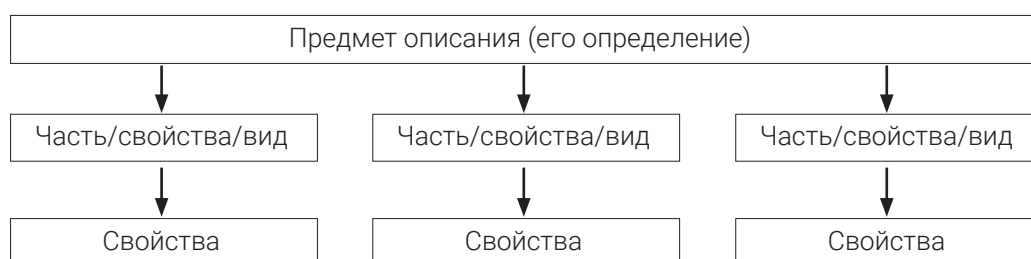 Предмет описания (его определение)
Часть/свойства/вид Часть/свойства/вид Часть/свойства/вид
Свойства Свойства Свойства